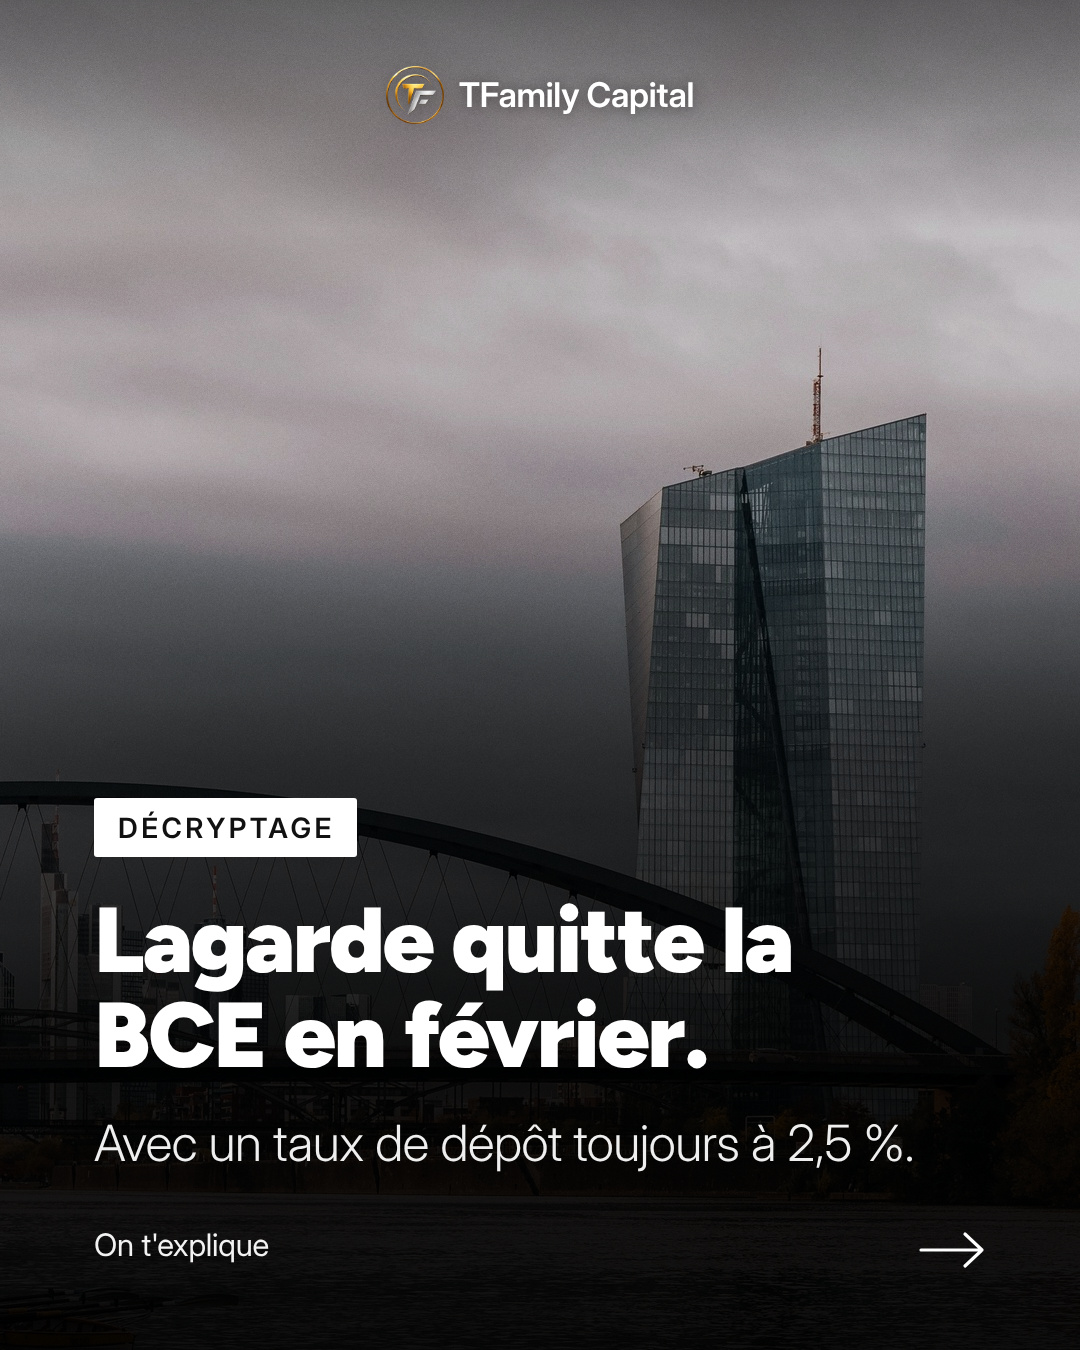 TFamily Capital
DÉCRYPTAGE
Lagarde quitte la
BCE en février.
Avec un taux de dépôt toujours à 2,5 %.
On t'explique